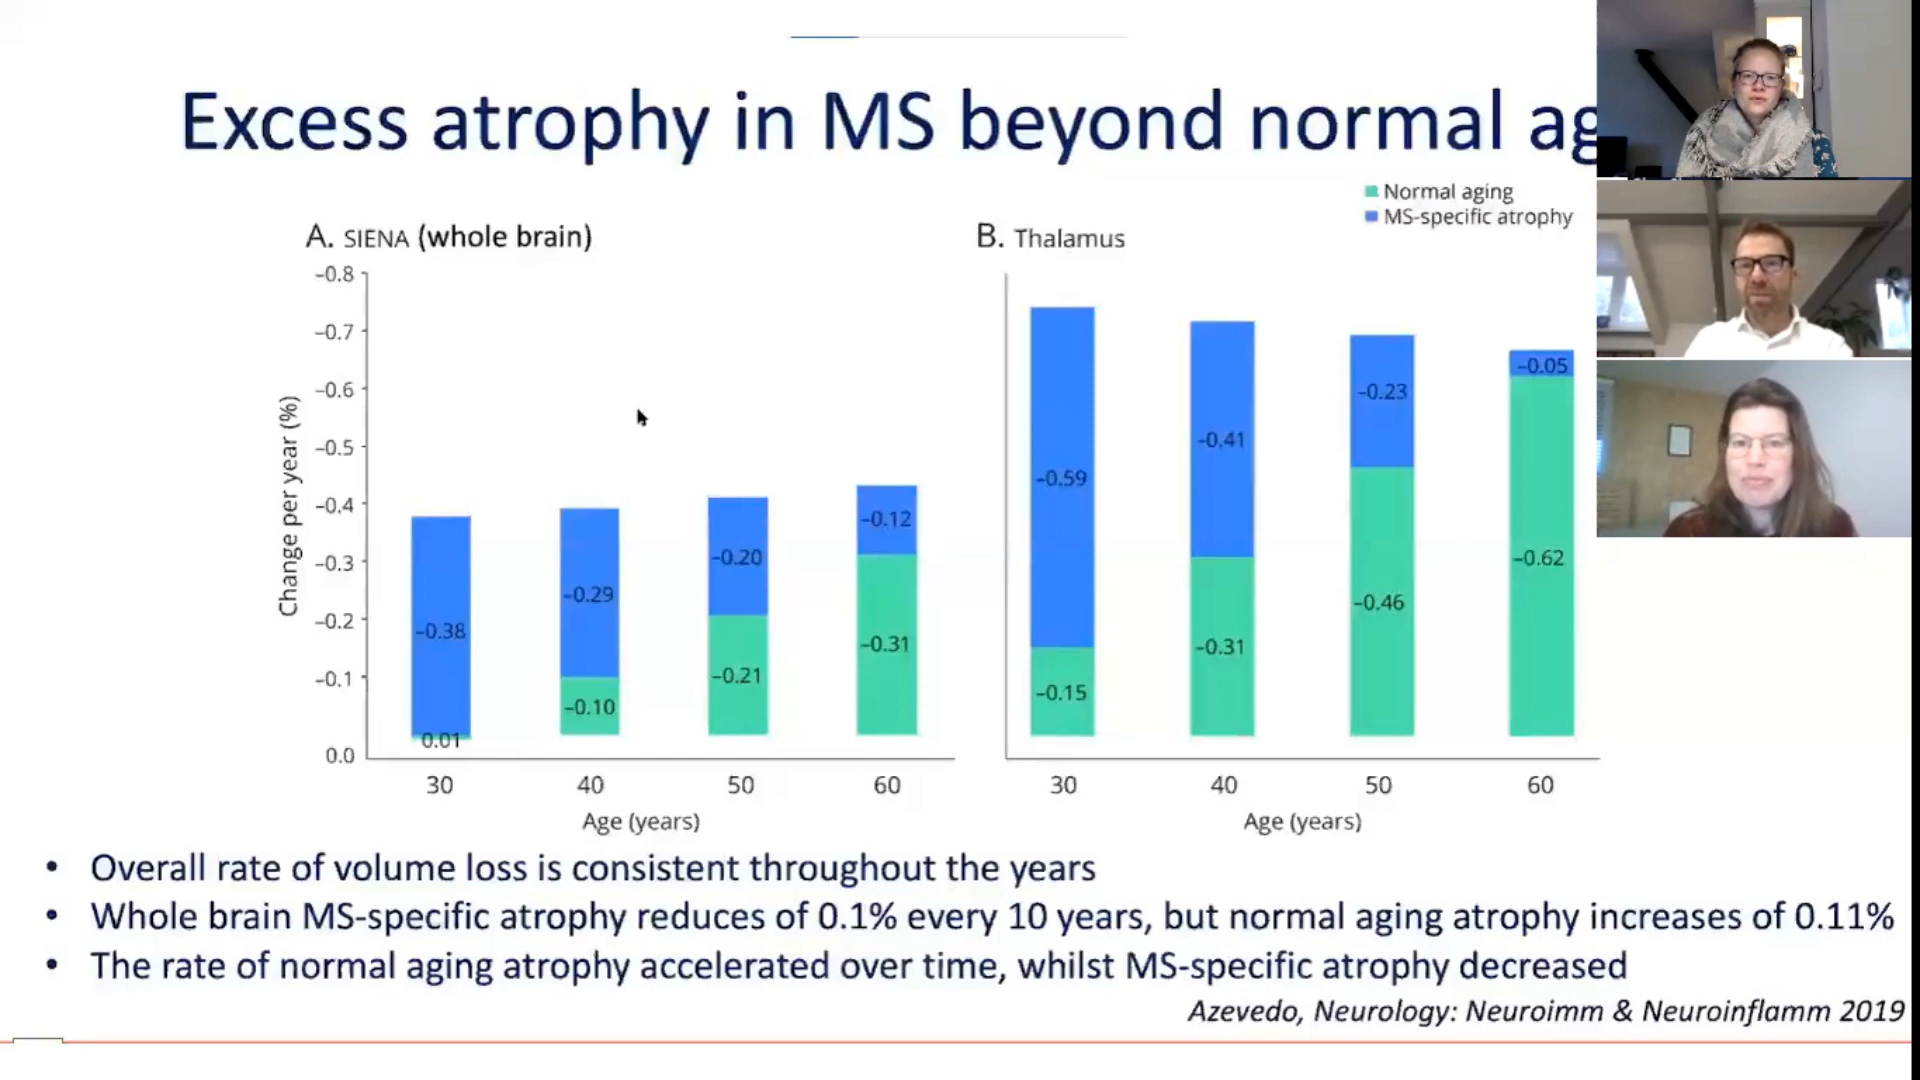 Excess atrophy in MS beyond normal ag
Normal aging
MS-specific atrophy
A. SIENA (whole brain)
B. Thalamus
Change per year (%)
−0.8
−0.7
−0.6
−0.5
−0.4
−0.3
−0.2
−0.1
0.0
−0.38
0.01
−0.29
−0.10
−0.20
−0.21
−0.12
−0.31
30 40 50 60
Age (years)
−0.59
−0.15
−0.41
−0.31
−0.23
−0.46
−0.05
−0.62
30 40 50 60
Age (years)
• Overall rate of volume loss is consistent throughout the years
• Whole brain MS-specific atrophy reduces of 0.1% every 10 years, but normal aging atrophy increases of 0.11%
• The rate of normal aging atrophy accelerated over time, whilst MS-specific atrophy decreased
Azevedo, Neurology: Neuroimm & Neuroinflamm 2019